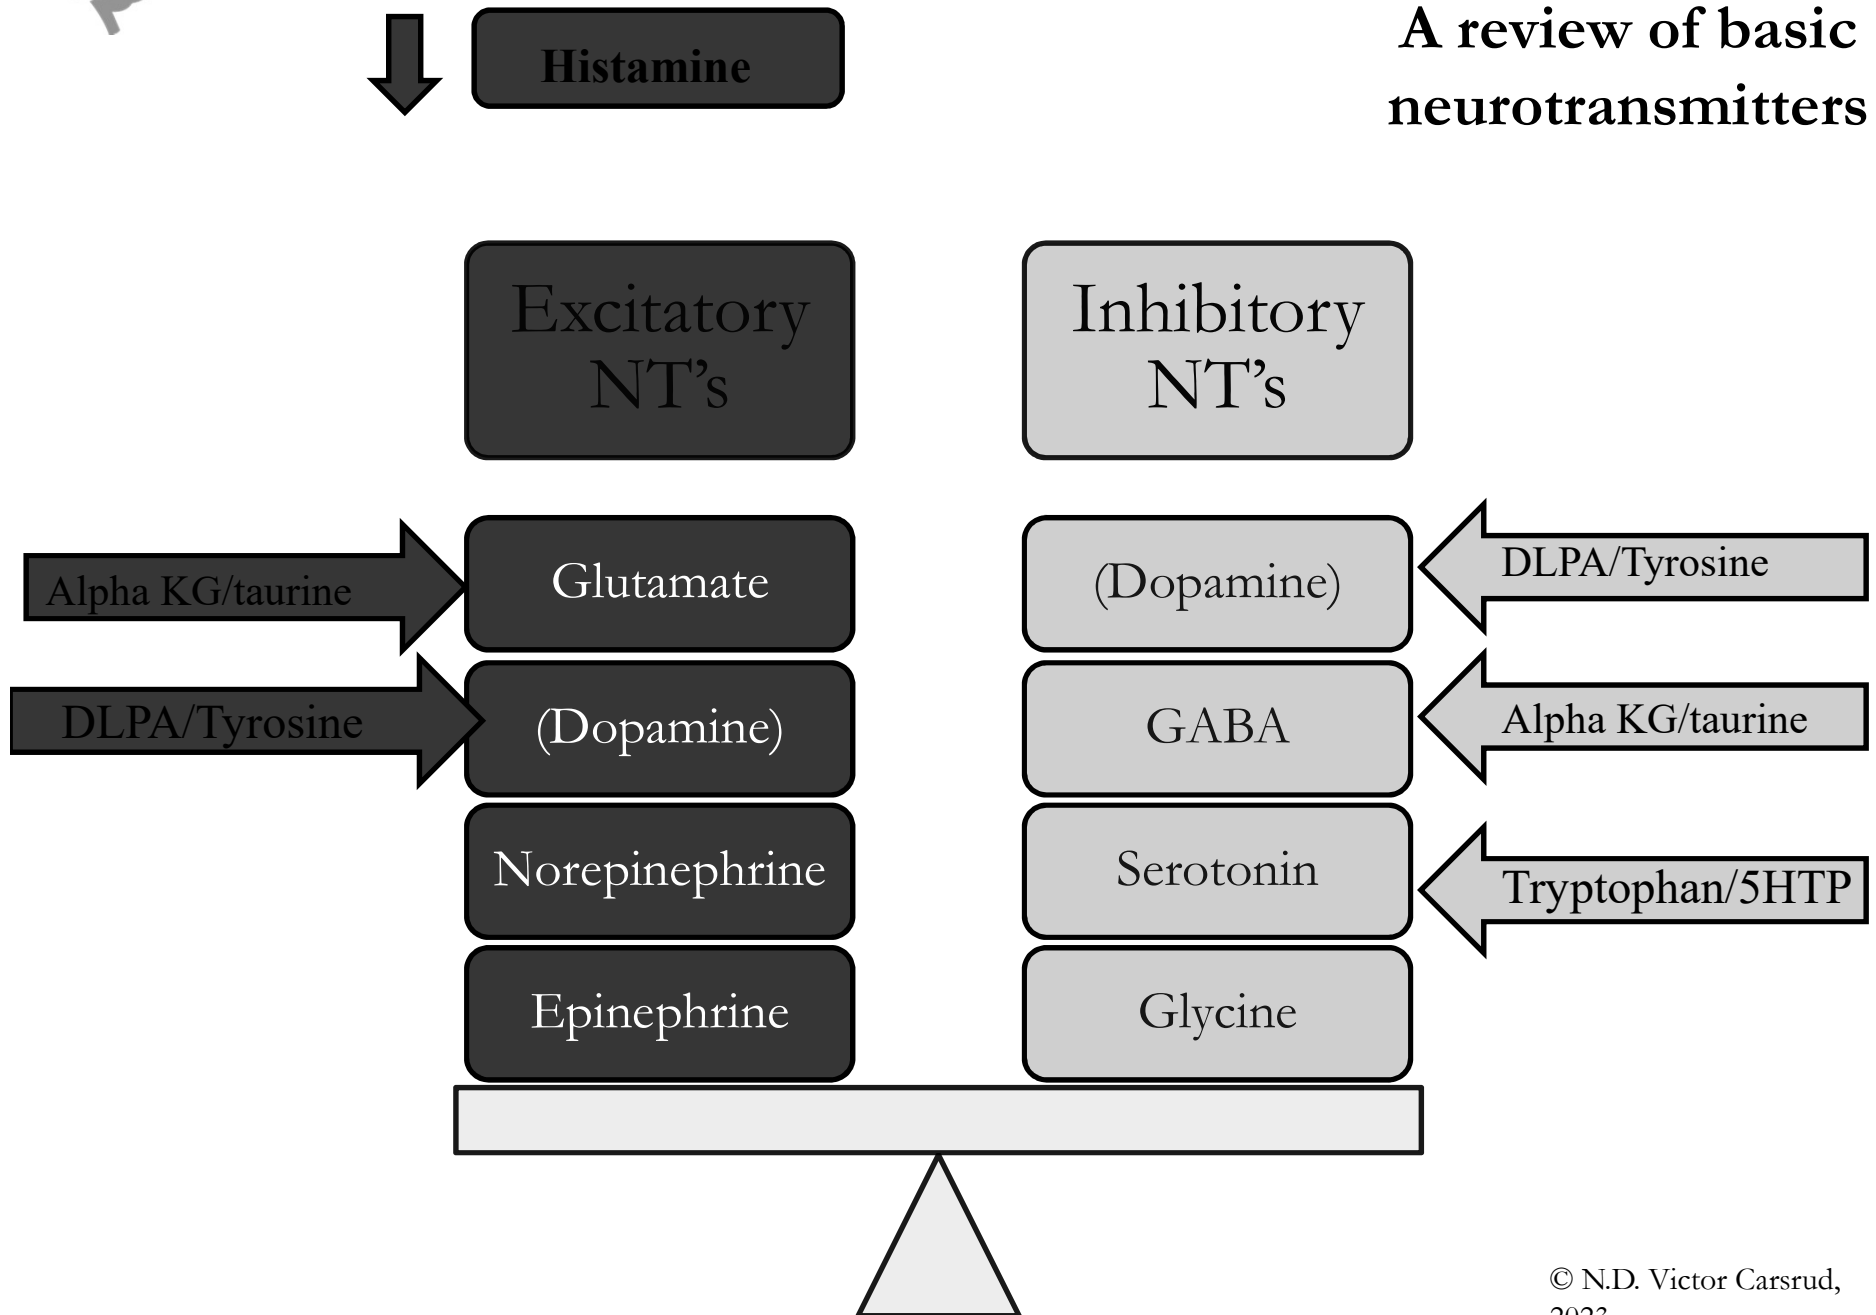 A review of basic
neurotransmitters
Histamine
Excitatory
NT's
Inhibitory
NT's
Alpha KG/taurine
Glutamate
(Dopamine)
DLPA/Tyrosine
DLPA/Tyrosine
(Dopamine)
GABA
Alpha KG/taurine
Norepinephrine
Serotonin
Tryptophan/5HTP
Epinephrine
Glycine
© N.D. Victor Carsrud,
2023